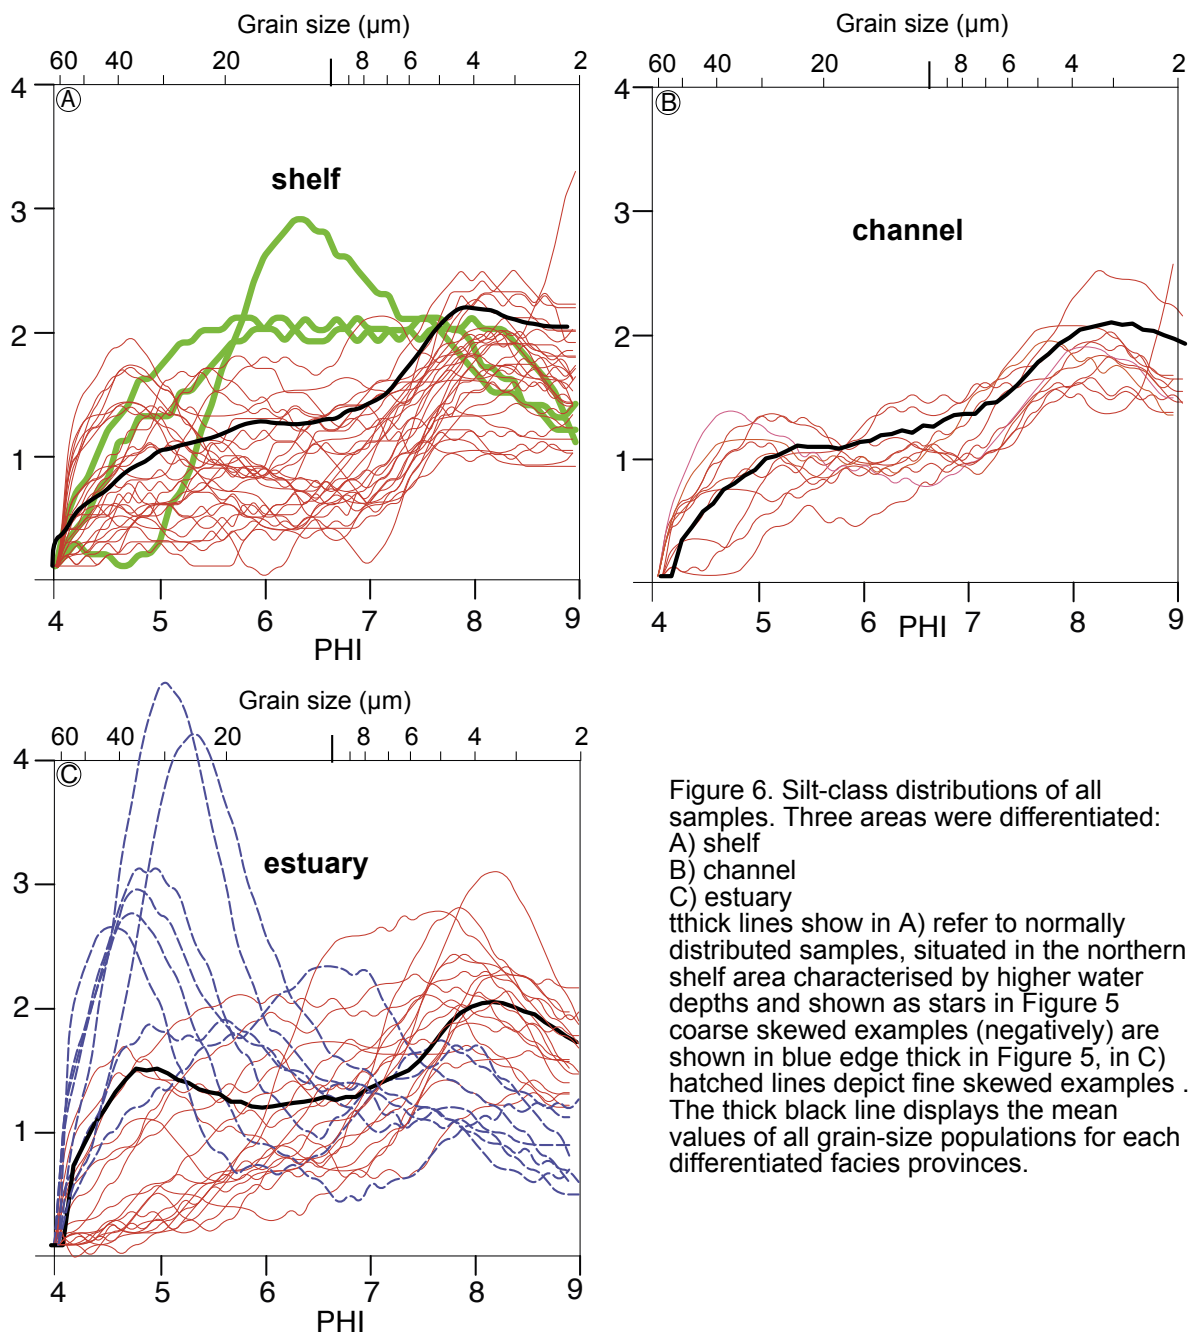 Grain size (µm)
60 40 20 8 6 4 2
4
A
shelf
3
2
1
4 5 6 7 8 9
PHI
Grain size (µm)
60 40 20 8 6 4 2
4
B
3
channel
2
1
4 5 6 7 8 9
PHI
Grain size (µm)
60 40 20 8 6 4 2
4
C
estuary
3
2
1
4 5 6 7 8 9
PHI
Figure 6. Silt-class distributions of all
samples. Three areas were differentiated:
A) shelf
B) channel
C) estuary
tthick lines show in A) refer to normally
distributed samples, situated in the northern
shelf area characterised by higher water
depths and shown as stars in Figure 5
coarse skewed examples (negatively) are
shown in blue edge thick in Figure 5, in C)
hatched lines depict fine skewed examples .
The thick black line displays the mean
values of all grain-size populations for each
differentiated facies provinces.